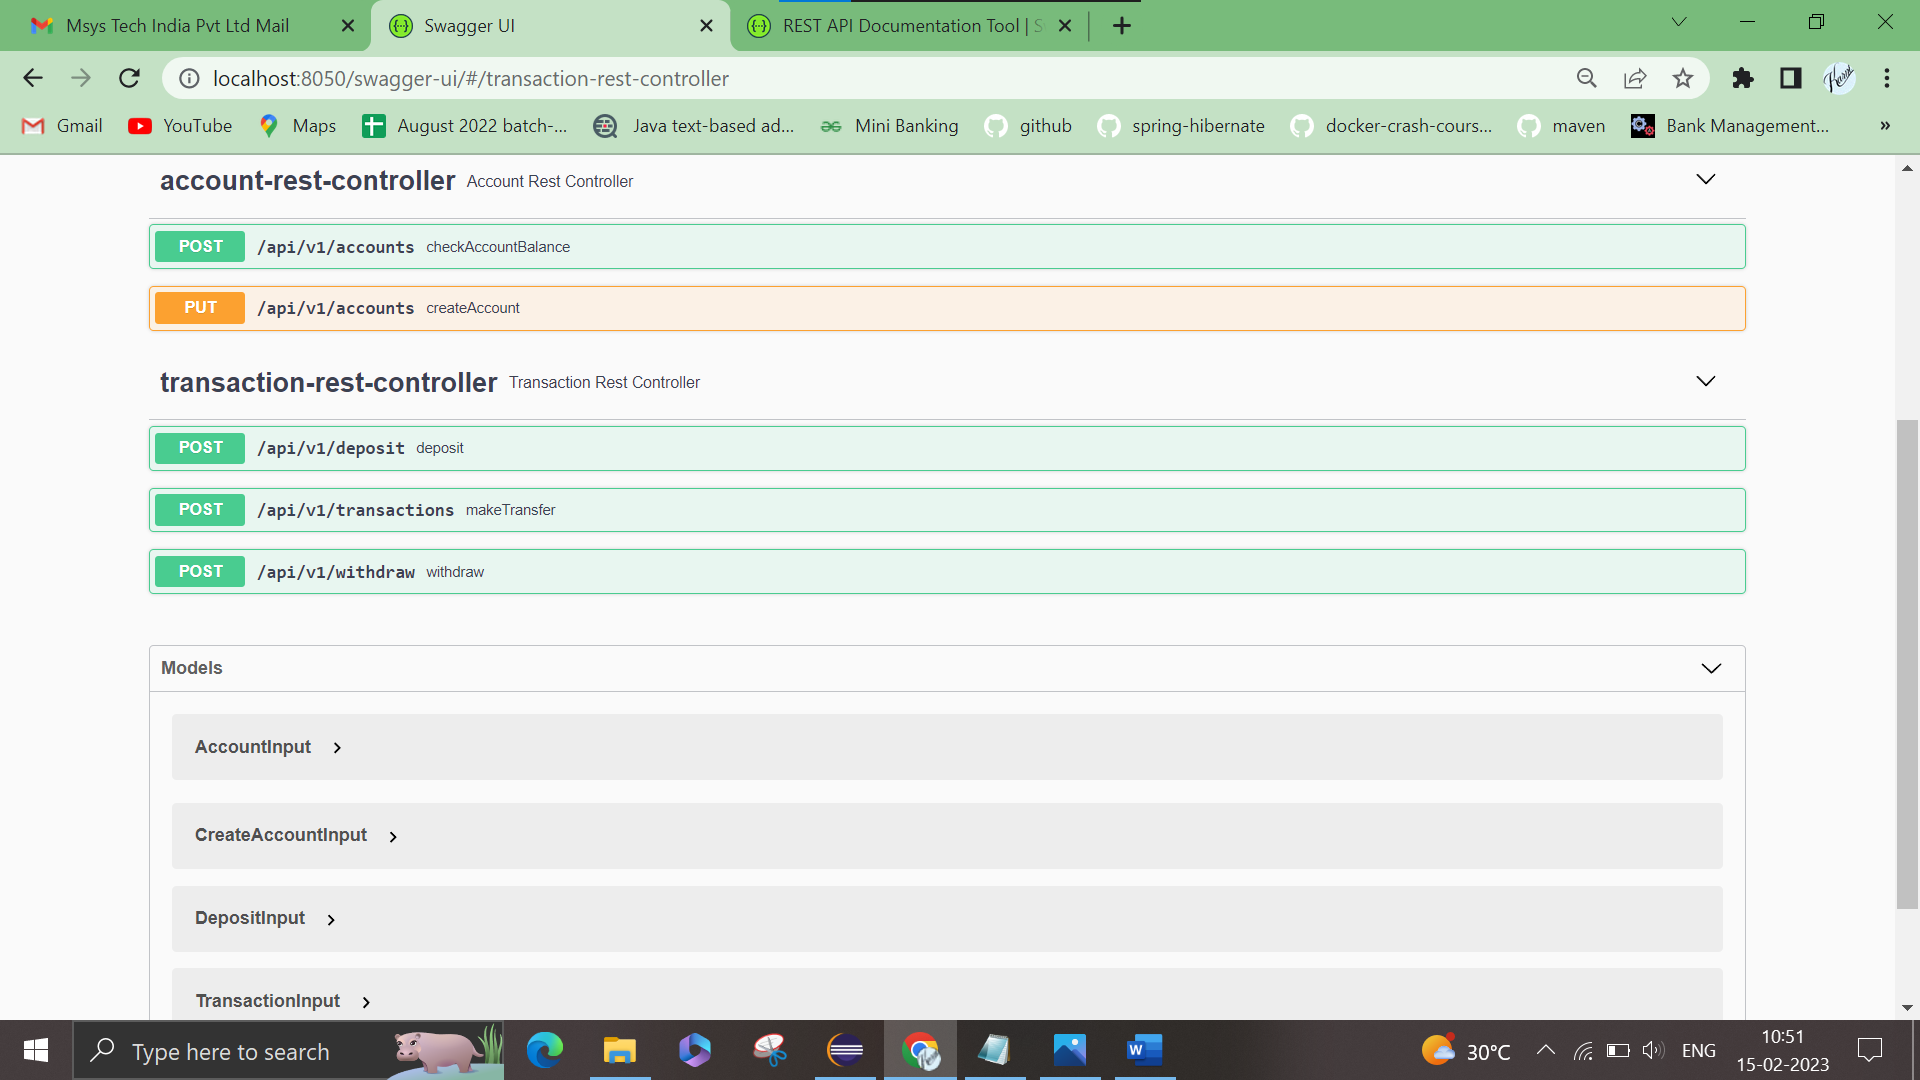 Msys Tech India Pvt Ltd Mail
Swagger UI
REST API Documentation Tool | S
localhost:8050/swagger-ui/#/transaction-rest-controller
Gmail
YouTube
Maps
August 2022 batch-...
Java text-based ad...
Mini Banking
github
spring-hibernate
docker-crash-cours...
maven
Bank Management...
»
account-rest-controller Account Rest Controller
POST /api/v1/accounts checkAccountBalance
PUT /api/v1/accounts createAccount
transaction-rest-controller Transaction Rest Controller
POST /api/v1/deposit deposit
POST /api/v1/transactions makeTransfer
POST /api/v1/withdraw withdraw
Models
AccountInput
CreateAccountInput
DepositInput
TransactionInput
Type here to search
30°C
ENG
10:51
15-02-2023